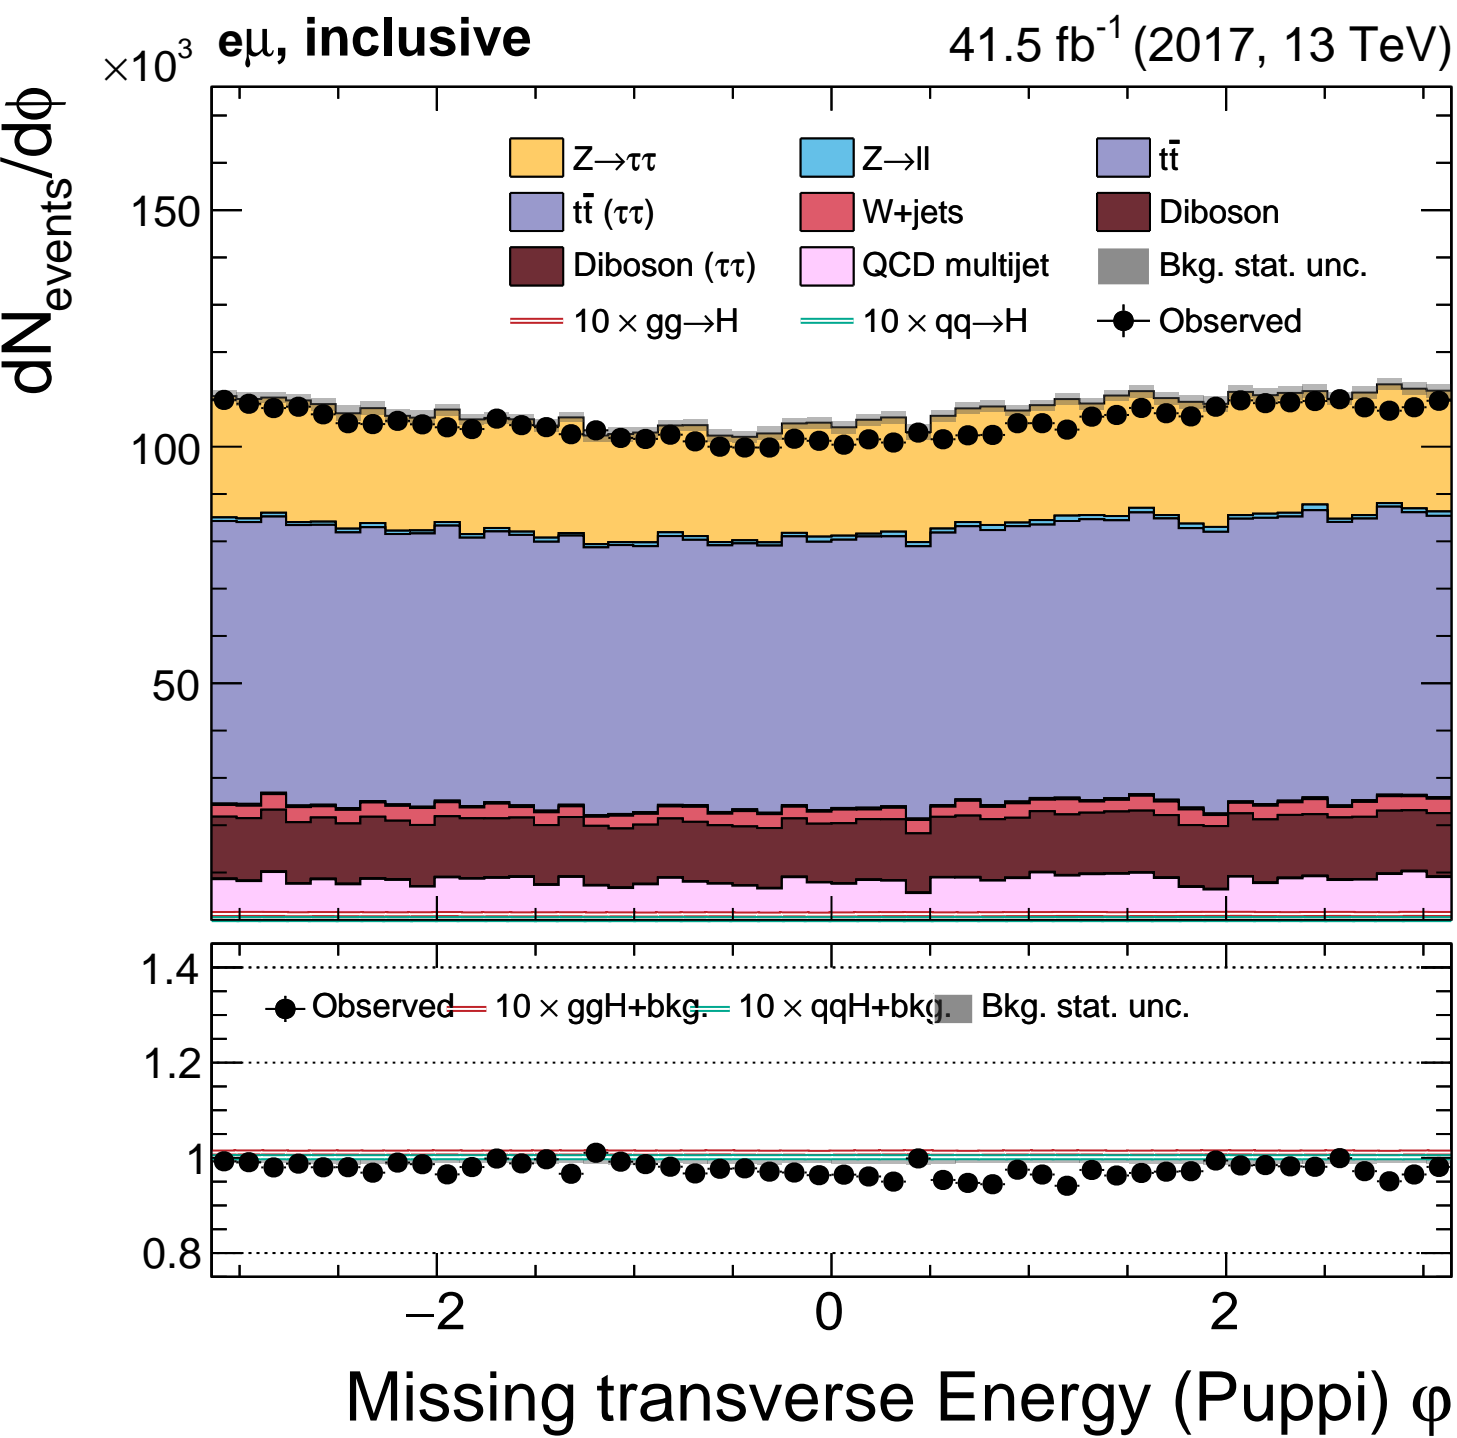 ×10³ eμ, inclusive 41.5 fb⁻¹ (2017, 13 TeV)
dN_events/dϕ
Z→ττ Z→ll tt̄
tt̄ (ττ) W+jets Diboson
Diboson (ττ) QCD multijet Bkg. stat. unc.
10 × gg→H 10 × qq→H Observed
150
100
50
1.4
Observed 10 × ggH+bkg. 10 × qqH+bkg. Bkg. stat. unc.
1.2
1
0.8
−2 0 2
Missing transverse Energy (Puppi) φ